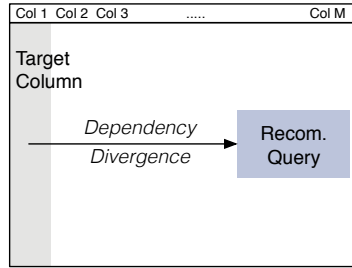 Col 1 Col 2 Col 3 ..... Col M
Target
Column
Dependency
Divergence
Recom.
Query